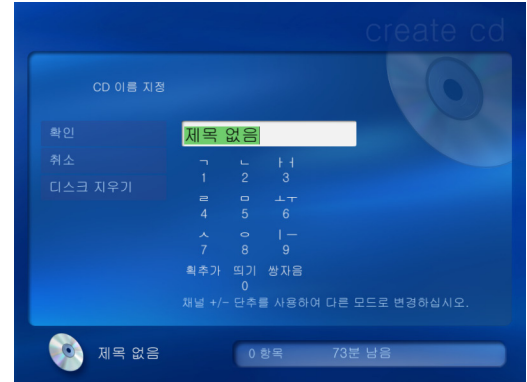 create cd
CD 이름 지정
확인
취소
디스크 지우기
제목 없음
ㄱ ㄴ ㅏㅓ
1 2 3
ㄹ ㅁ ㅗㅜ
4 5 6
ㅅ ㅇ ㅣㅡ
7 8 9
획추가 띄기 쌍자음
0
채널 +/- 단추를 사용하여 다른 모드로 변경하십시오.
제목 없음
0 항목 73분 남음